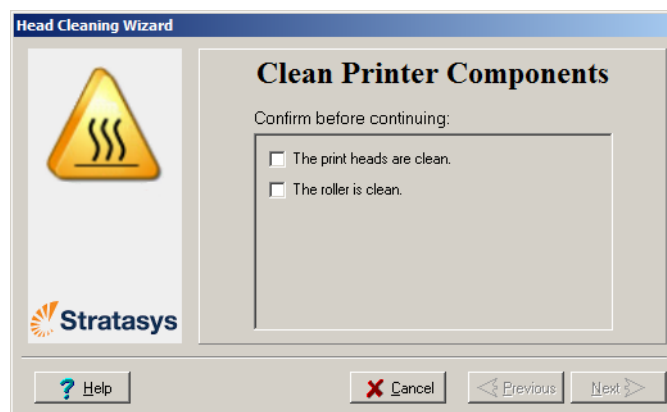 Head Cleaning Wizard
Clean Printer Components
Confirm before continuing:
The print heads are clean.
The roller is clean.
Stratasys
? Help
Cancel
Previous
Next